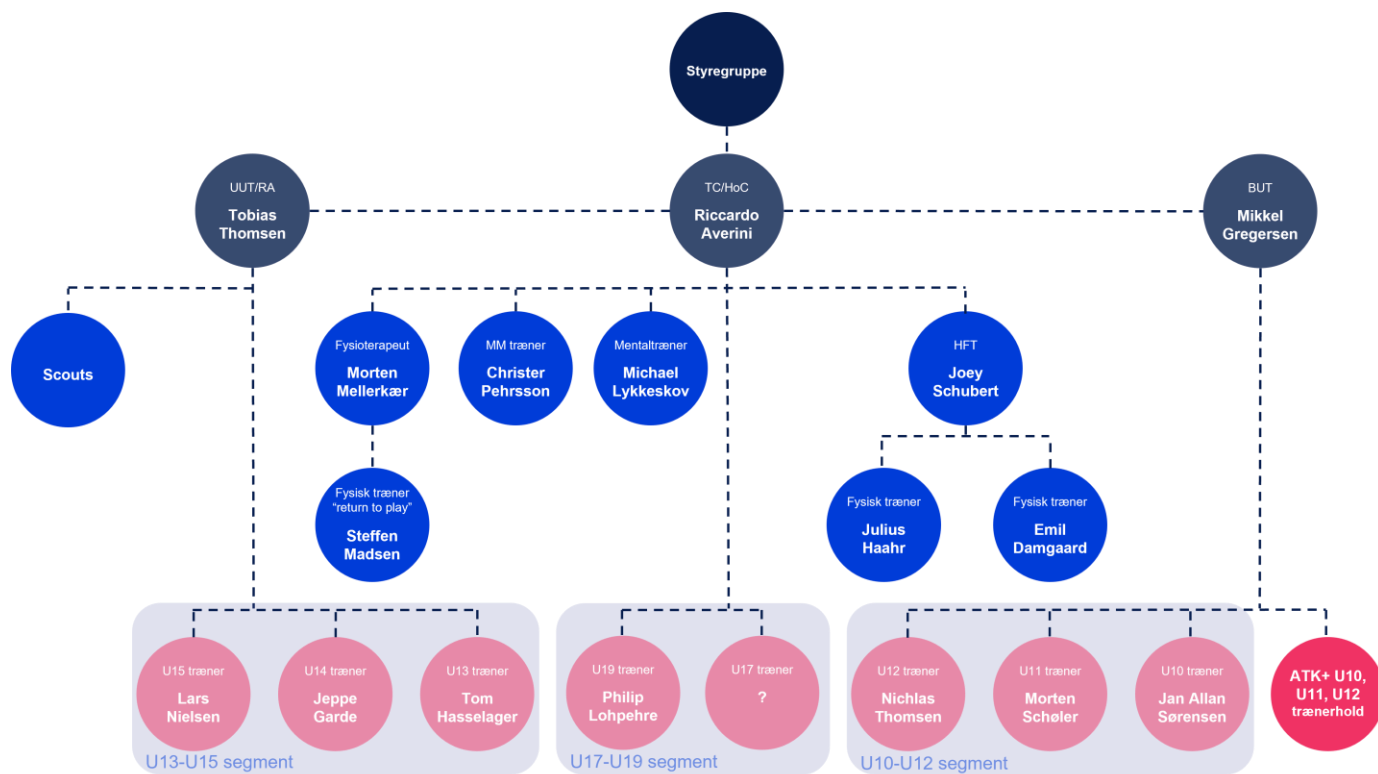 Styregruppe
UUT/RA
Tobias
Thomsen
TC/HoC
Riccardo
Averini
BUT
Mikkel
Gregersen
Scouts
Fysioterapeut
Morten
Mellerkær
MM træner
Christer
Pehrsson
Mentaltræner
Michael
Lykkeskov
HFT
Joey
Schubert
Fysisk træner
“return to play”
Steffen
Madsen
Fysisk træner
Julius
Haahr
Fysisk træner
Emil
Damgaard
U15 træner
Lars
Nielsen
U14 træner
Jeppe
Garde
U13 træner
Tom
Hasselager
U13-U15 segment
U19 træner
Philip
Lohpehre
U17 træner
?
U17-U19 segment
U12 træner
Nichlas
Thomsen
U11 træner
Morten
Schøler
U10 træner
Jan Allan
Sørensen
U10-U12 segment
ATK+ U10,
U11, U12
trænerhold